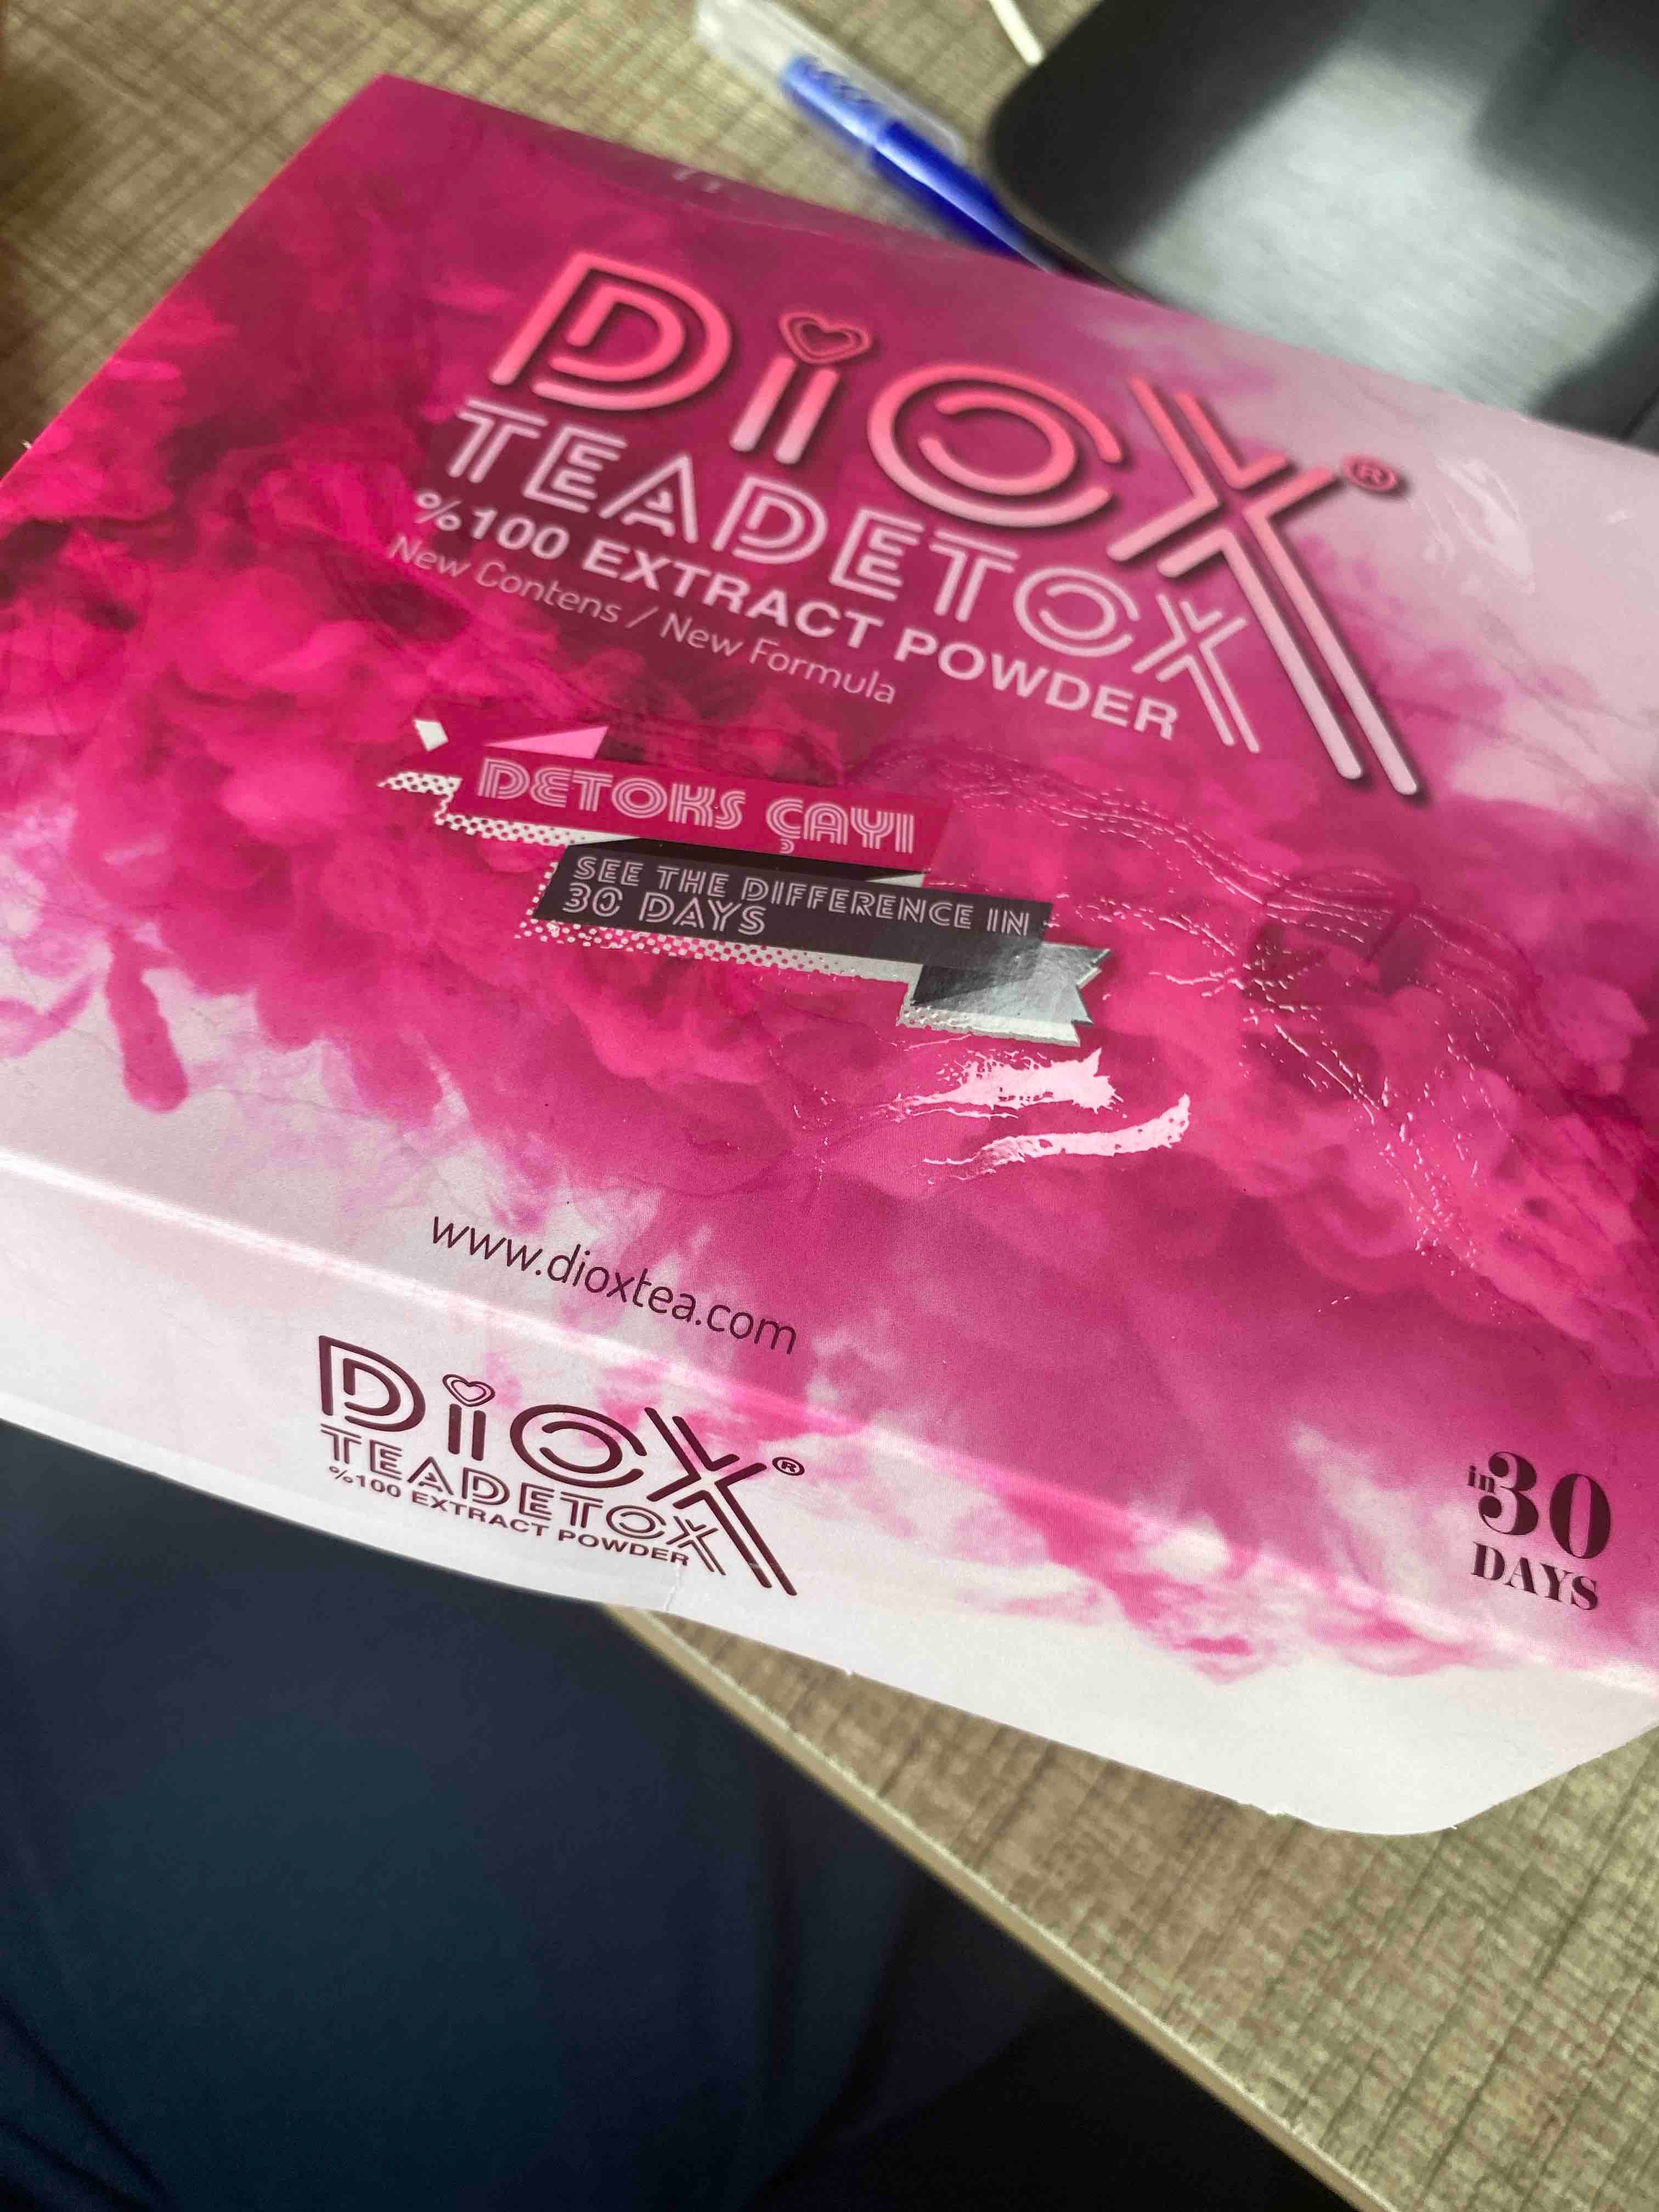 DiOX®
TEADETOX
%100 EXTRACT POWDER
New Contens / New Formula
DETOKS ÇAYI
SEE THE DIFFERENCE IN
30 DAYS
www.dioxtea.com
DiOX®
TEADETOX
%100 EXTRACT POWDER
in 30
DAYS